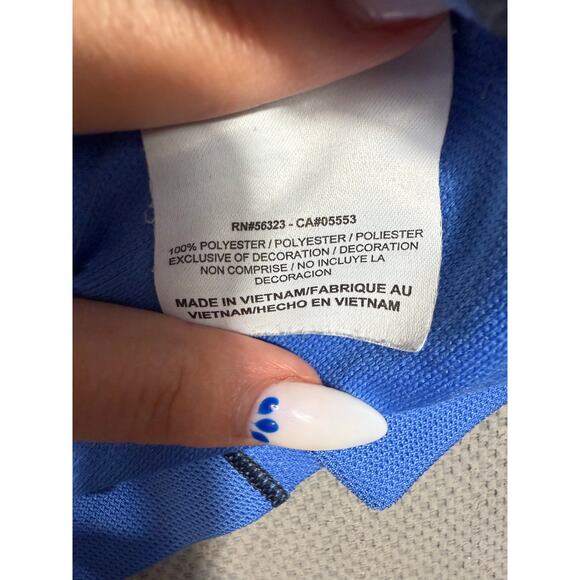 RN#56323 - CA#05553
100% POLYESTER / POLYESTER / POLIESTER
EXCLUSIVE OF DECORATION / DECORATION
NON COMPRISE / NO INCLUYE LA
DECORACION
MADE IN VIETNAM/FABRIQUE AU
VIETNAM/HECHO EN VIETNAM